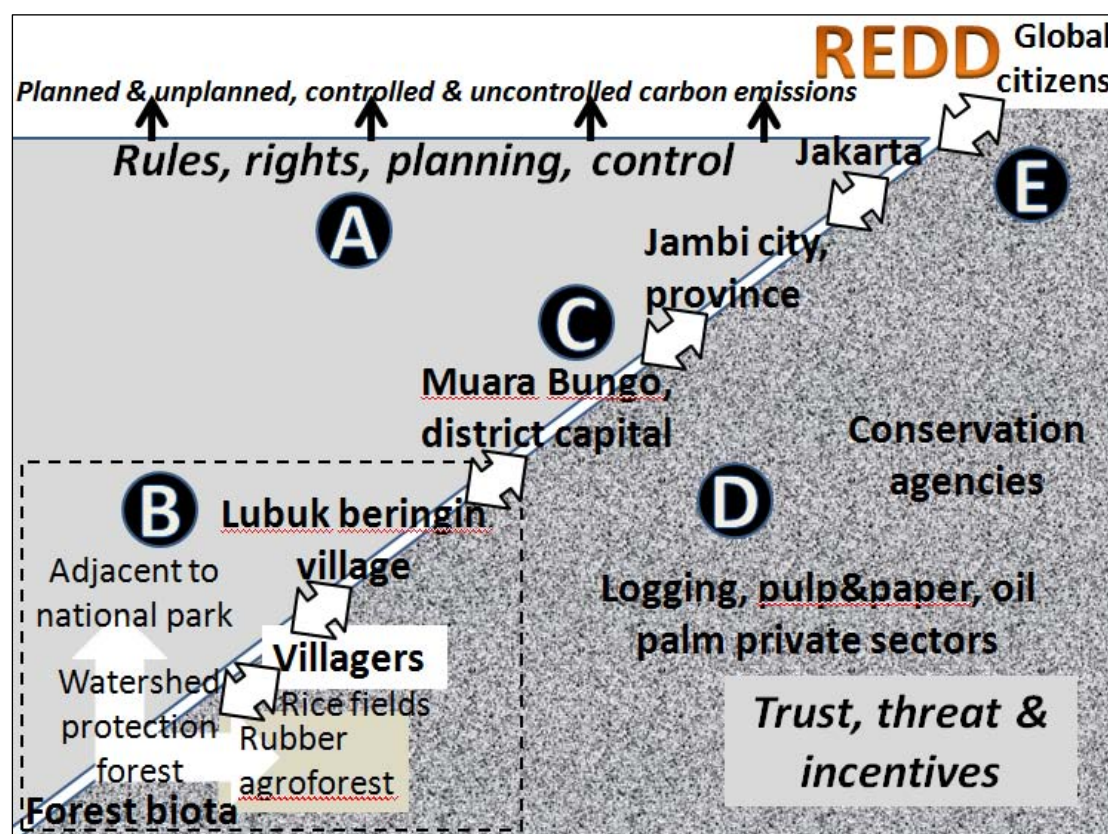 REDD
Global
citizens
Planned & unplanned, controlled & uncontrolled carbon emissions
Rules, rights, planning, control
Jakarta
A
E
Jambi city,
province
C
Muara Bungo,
district capital
Conservation
agencies
B
D
Lubuk beringin
village
Adjacent to
national park
Logging, pulp&paper, oil
palm private sectors
Villagers
Watershed
protection
forest
Rice fields
Rubber
agroforest
Trust, threat &
incentives
Forest biota